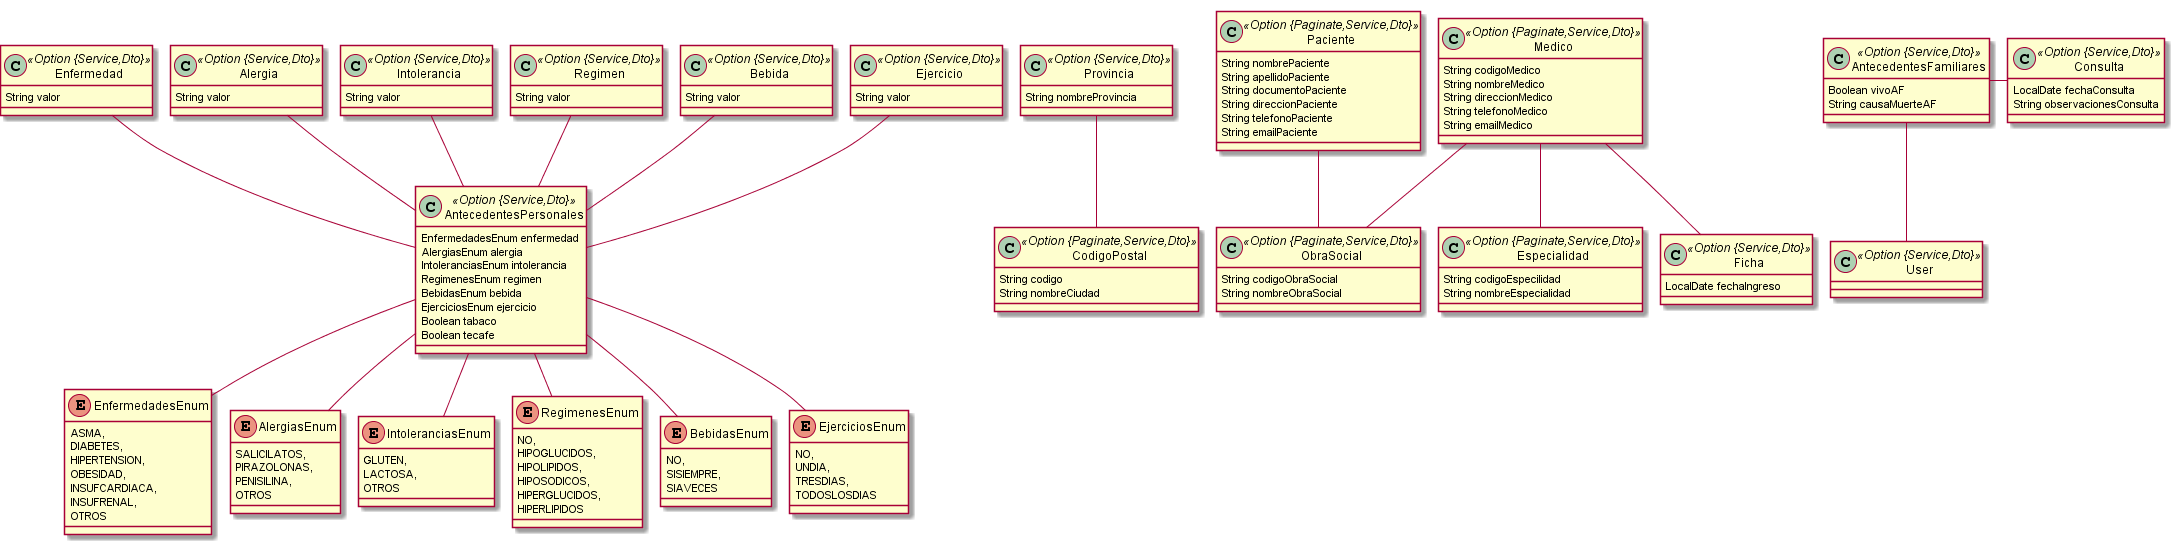 C «Option {Service,Dto}»
Enfermedad
String valor
C «Option {Service,Dto}»
Alergia
String valor
C «Option {Service,Dto}»
Intolerancia
String valor
C «Option {Service,Dto}»
Regimen
String valor
C «Option {Service,Dto}»
Bebida
String valor
C «Option {Service,Dto}»
Ejercicio
String valor
C «Option {Service,Dto}»
Provincia
String nombreProvincia
C «Option {Paginate,Service,Dto}»
Paciente
String nombrePaciente
String apellidoPaciente
String documentoPaciente
String direccionPaciente
String telefonoPaciente
String emailPaciente
C «Option {Paginate,Service,Dto}»
Medico
String codigoMedico
String nombreMedico
String direccionMedico
String telefonoMedico
String emailMedico
C «Option {Service,Dto}»
AntecedentesFamiliares
Boolean vivoAF
String causaMuerteAF
C «Option {Service,Dto}»
Consulta
LocalDate fechaConsulta
String observacionesConsulta
C «Option {Service,Dto}»
AntecedentesPersonales
EnfermedadesEnum enfermedad
AlergiasEnum alergia
IntoleranciasEnum intolerancia
RegimenesEnum regimen
BebidasEnum bebida
EjerciciosEnum ejercicio
Boolean tabaco
Boolean tecafe
C «Option {Paginate,Service,Dto}»
CodigoPostal
String codigo
String nombreCiudad
C «Option {Paginate,Service,Dto}»
ObraSocial
String codigoObraSocial
String nombreObraSocial
C «Option {Paginate,Service,Dto}»
Especialidad
String codigoEspecilidad
String nombreEspecialidad
C «Option {Service,Dto}»
Ficha
LocalDate fechaIngreso
C «Option {Service,Dto}»
User
E EnfermedadesEnum
ASMA,
DIABETES,
HIPERTENSION,
OBESIDAD,
INSUFCARDIACA,
INSUFRENAL,
OTROS
E AlergiasEnum
SALICILATOS,
PIRAZOLONAS,
PENISILINA,
OTROS
E IntoleranciasEnum
GLUTEN,
LACTOSA,
OTROS
E RegimenesEnum
NO,
HIPOGLUCIDOS,
HIPOLIPIDOS,
HIPOSODICOS,
HIPERGLUCIDOS,
HIPERLIPIDOS
E BebidasEnum
NO,
SISIEMPRE,
SIAVECES
E EjerciciosEnum
NO,
UNDIA,
TRESDIAS,
TODOSLOSDIAS